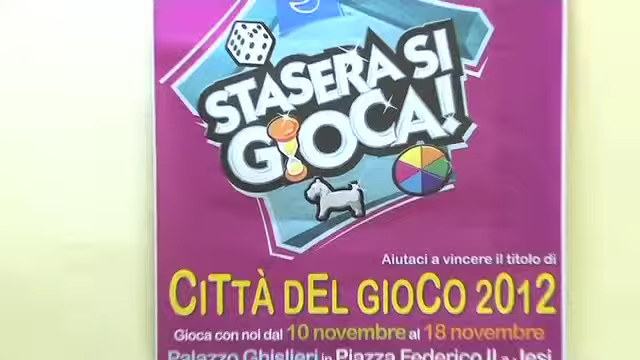 STASERA SI
GIOCA!
Aiutaci a vincere il titolo di
CITTÀ DEL GIOCO 2012
Gioca con noi dal 10 novembre al 18 novembre
Palazzo Ghislieri in Piazza Federico II a Jesi